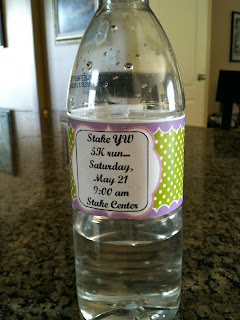 Stake YW
5K run...
Saturday,
May 21
9:00 am
Stake Center